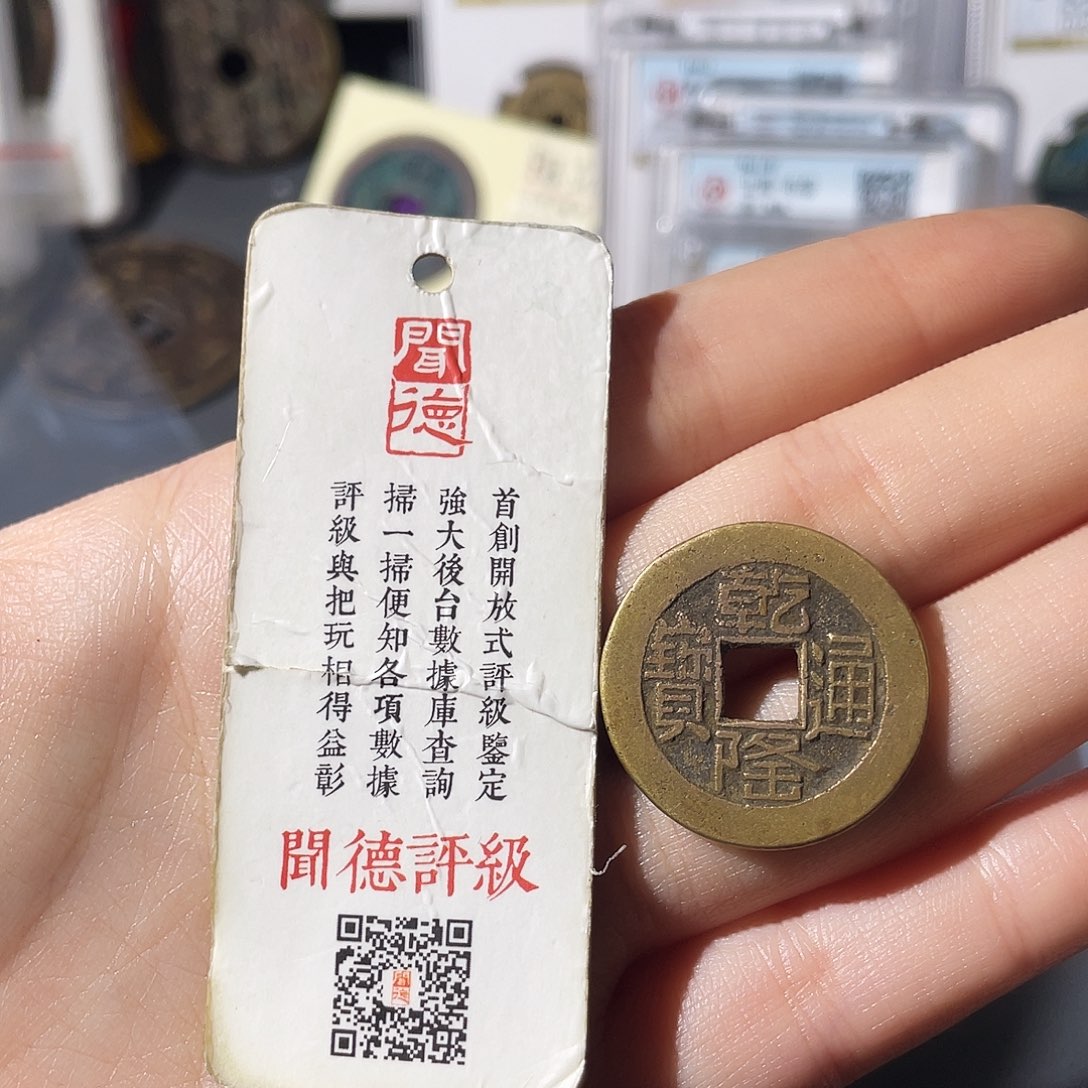 聞德
首創開放式評級鑒定
強大後台數據庫查詢
掃一掃便知各項數據
評級與把玩相得益彰
聞德評級
聞德
乾隆通寶